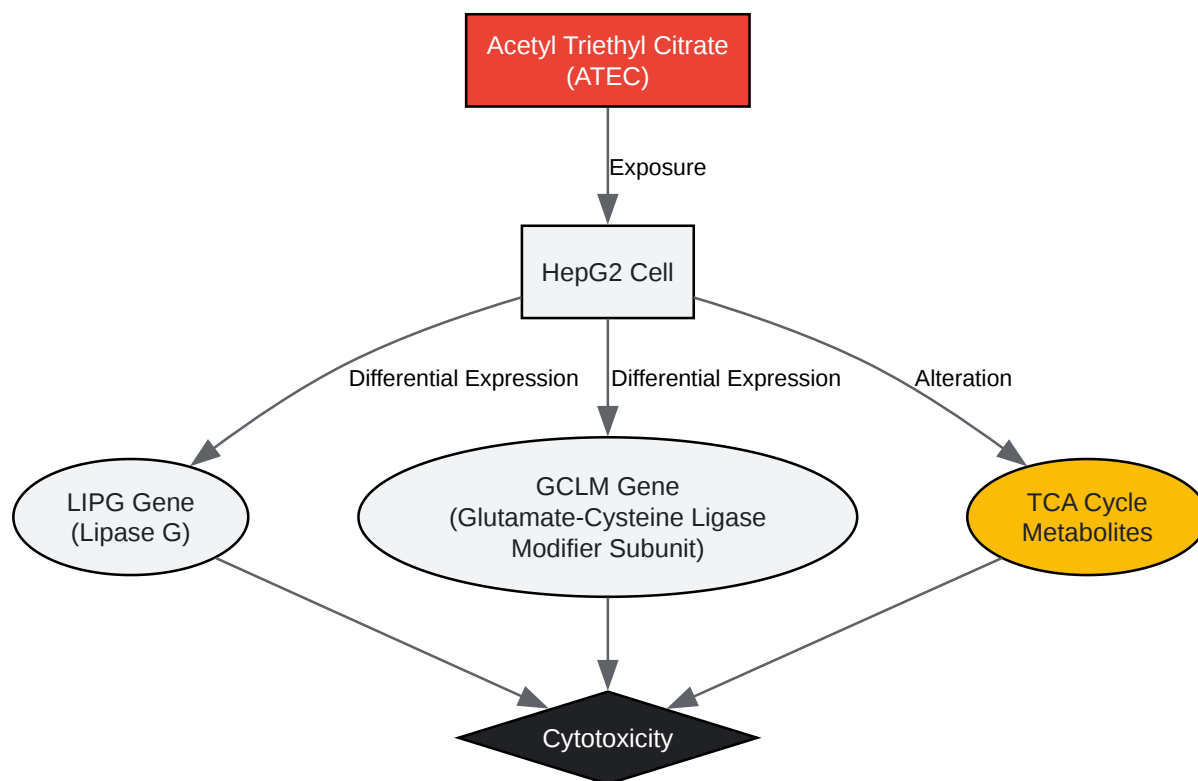 Acetyl Triethyl Citrate
(ATEC)
Exposure
HepG2 Cell
Differential Expression
Differential Expression
Alteration
LIPG Gene
(Lipase G)
GCLM Gene
(Glutamate-Cysteine Ligase
Modifier Subunit)
TCA Cycle
Metabolites
Cytotoxicity